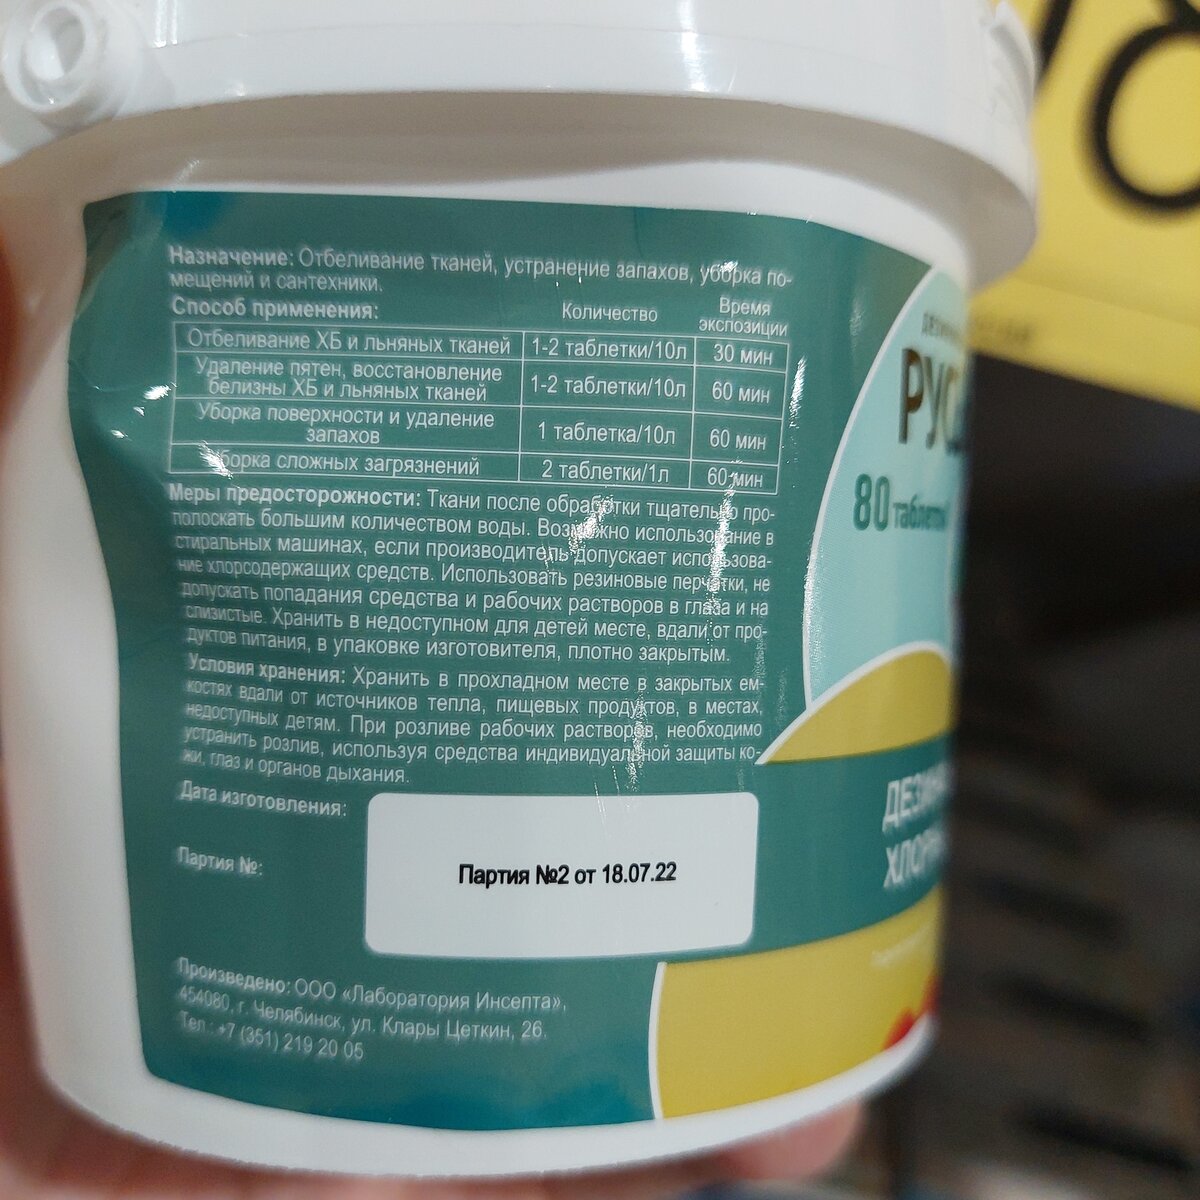 Назначение: Отбеливание тканей, устранение запахов, уборка по-
мещений и сантехники.
Способ применения: Количество Время экспозиции
Отбеливание ХБ и льняных тканей 1-2 таблетки/10л 30 мин
Удаление пятен, восстановление белизны ХБ и льняных тканей 1-2 таблетки/10л 60 мин
Уборка поверхности и удаление запахов 1 таблетка/10л 60 мин
Уборка сложных загрязнений 2 таблетки/1л 60 мин
Меры предосторожности: Ткани после обработки тщательно про-
полоскать большим количеством воды. Возможно использование в
стиральных машинах, если производитель допускает использова-
ние хлорсодержащих средств. Использовать резиновые перчатки, не
допускать попадания средства и рабочих растворов в глаза и на
слизистые. Хранить в недоступном для детей месте, вдали от про-
дуктов питания, в упаковке изготовителя, плотно закрытым.
Условия хранения: Хранить в прохладном месте в закрытых ем-
костях вдали от источников тепла, пищевых продуктов, в местах,
недоступных детям. При розливе рабочих растворов, необходимо
устранить розлив, используя средства индивидуальной защиты ко-
жи, глаз и органов дыхания.
Дата изготовления:
Партия №:
Партия №2 от 18.07.22
Произведено: ООО «Лаборатория Инсепта»,
454080, г. Челябинск, ул. Клары Цеткин, 26.
Тел.: +7 (351) 219 20 05
РУС
80 таблеток